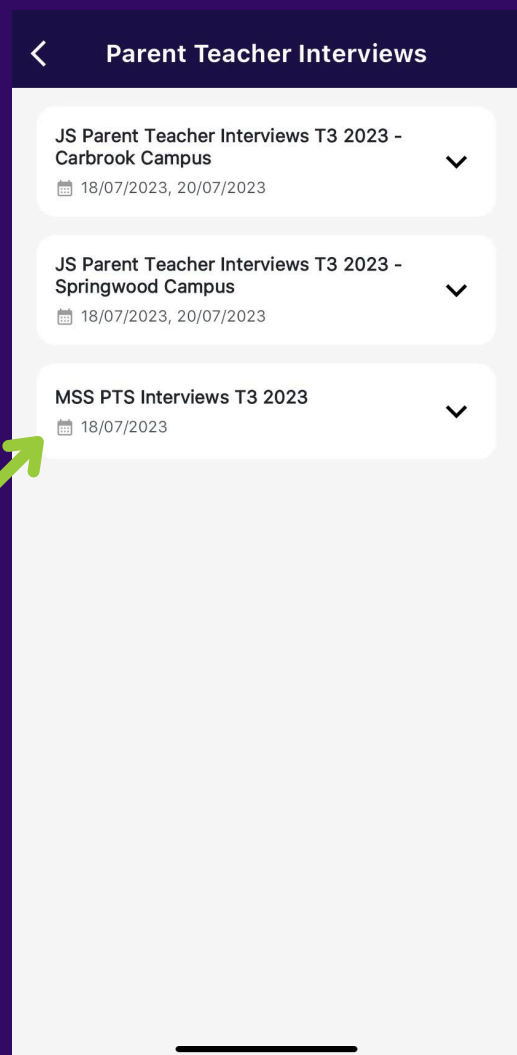 Parent Teacher Interviews
JS Parent Teacher Interviews T3 2023 -
Carbrook Campus
18/07/2023, 20/07/2023
JS Parent Teacher Interviews T3 2023 -
Springwood Campus
18/07/2023, 20/07/2023
MSS PTS Interviews T3 2023
18/07/2023